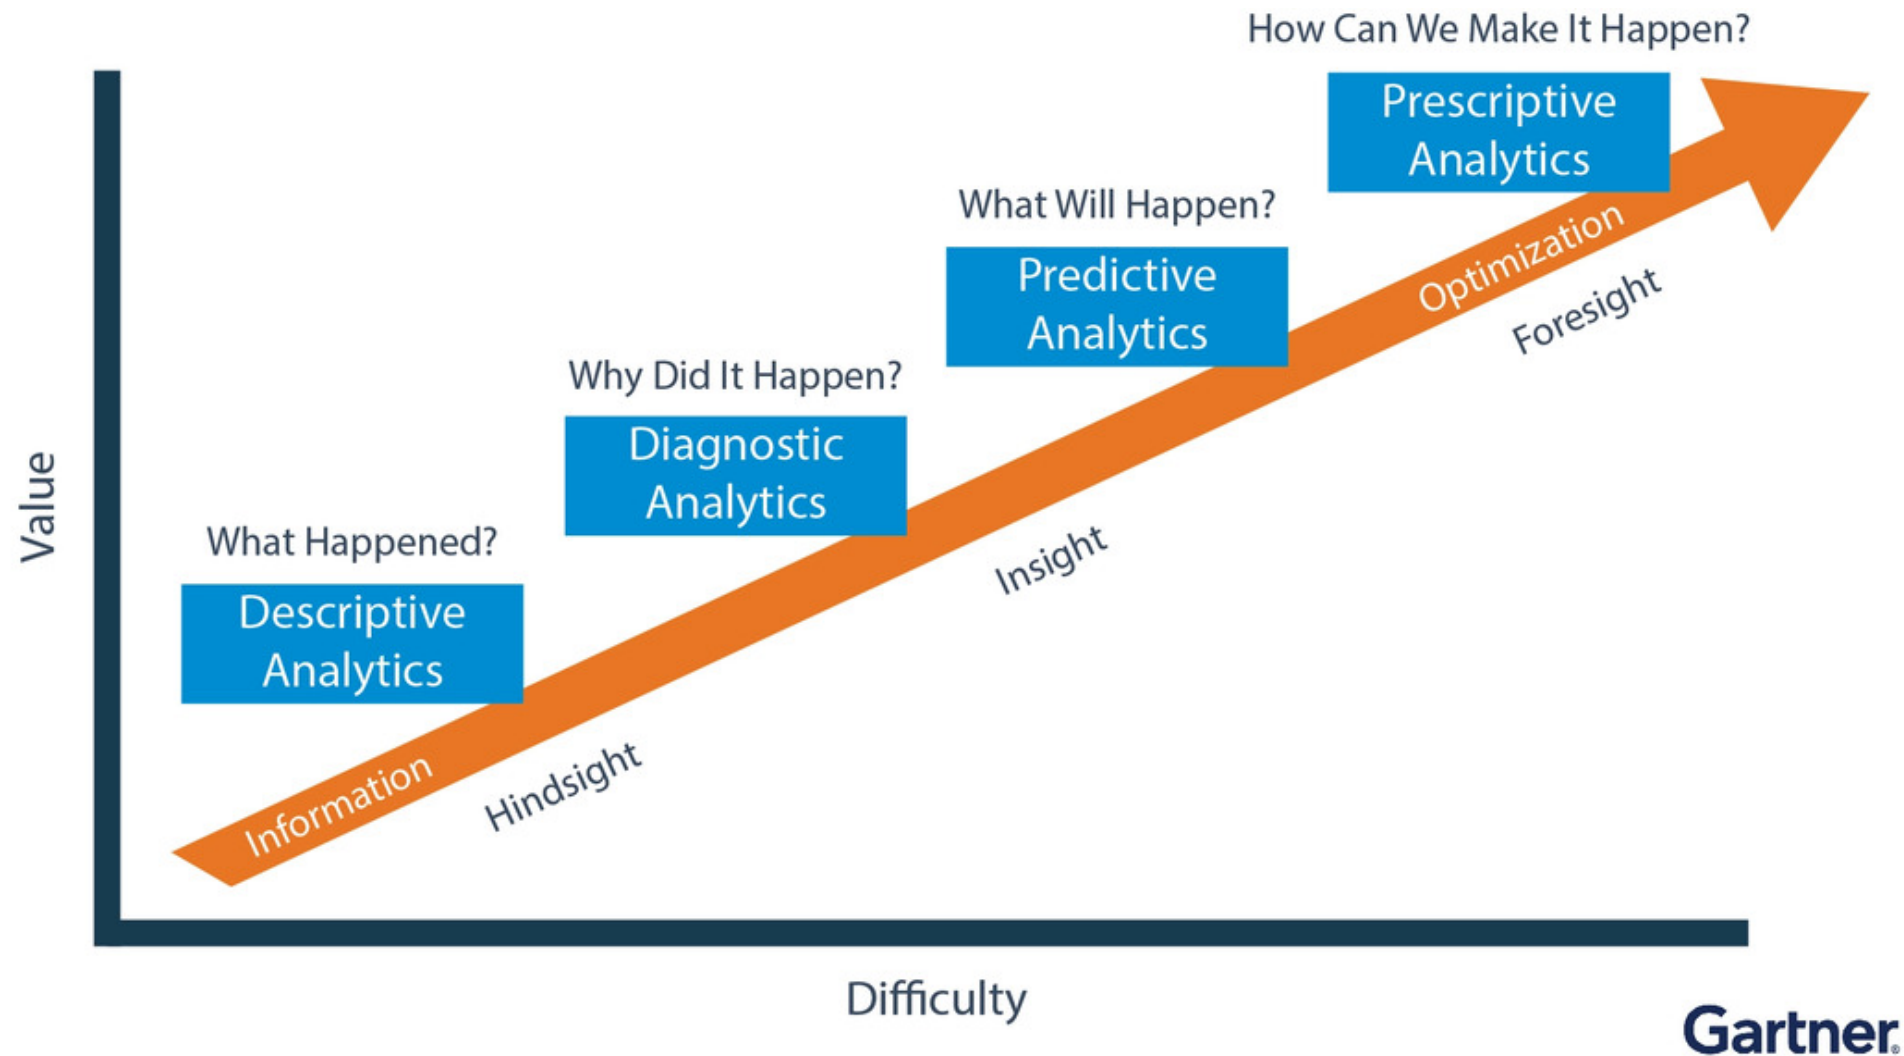 How Can We Make It Happen?
Prescriptive
Analytics
What Will Happen?
Predictive
Analytics
Optimization
Foresight
Why Did It Happen?
Diagnostic
Analytics
Insight
What Happened?
Descriptive
Analytics
Information
Hindsight
Value
Difficulty
Gartner®